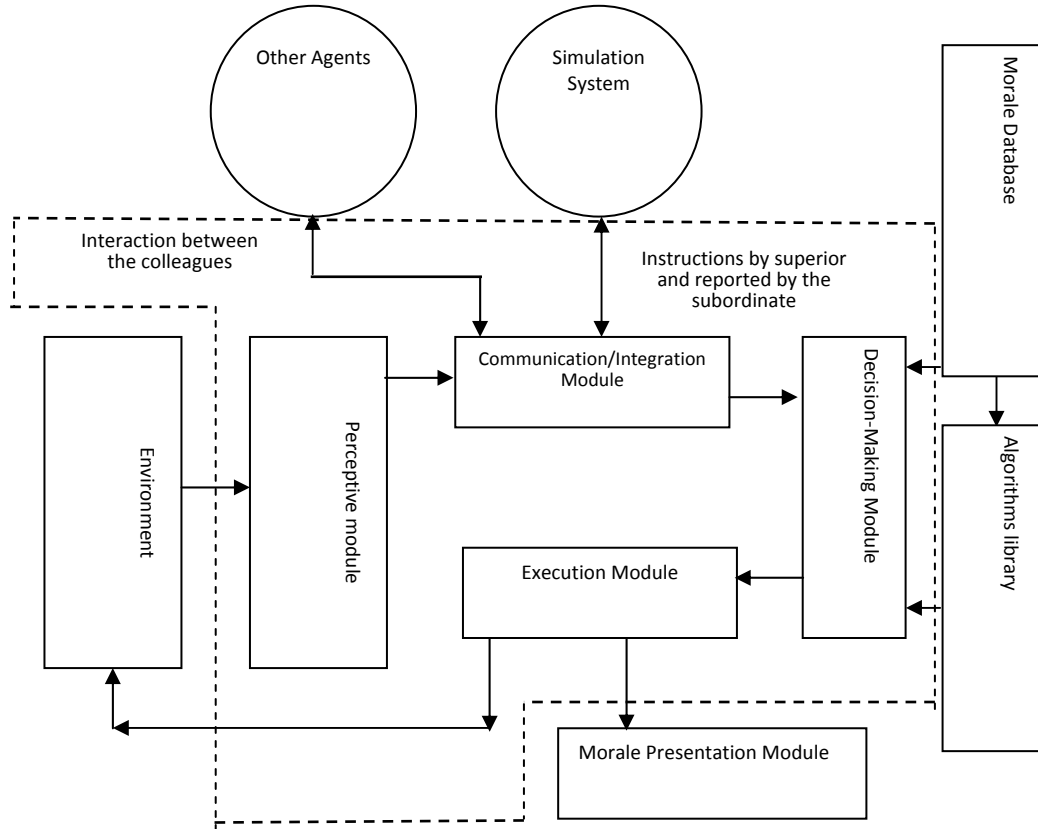 Other Agents
Simulation
System
Morale Database
Interaction between
the colleagues
Instructions by superior
and reported by the
subordinate
Environment
Perceptive module
Communication/Integration
Module
Decision-Making Module
Algorithms library
Execution Module
Morale Presentation Module